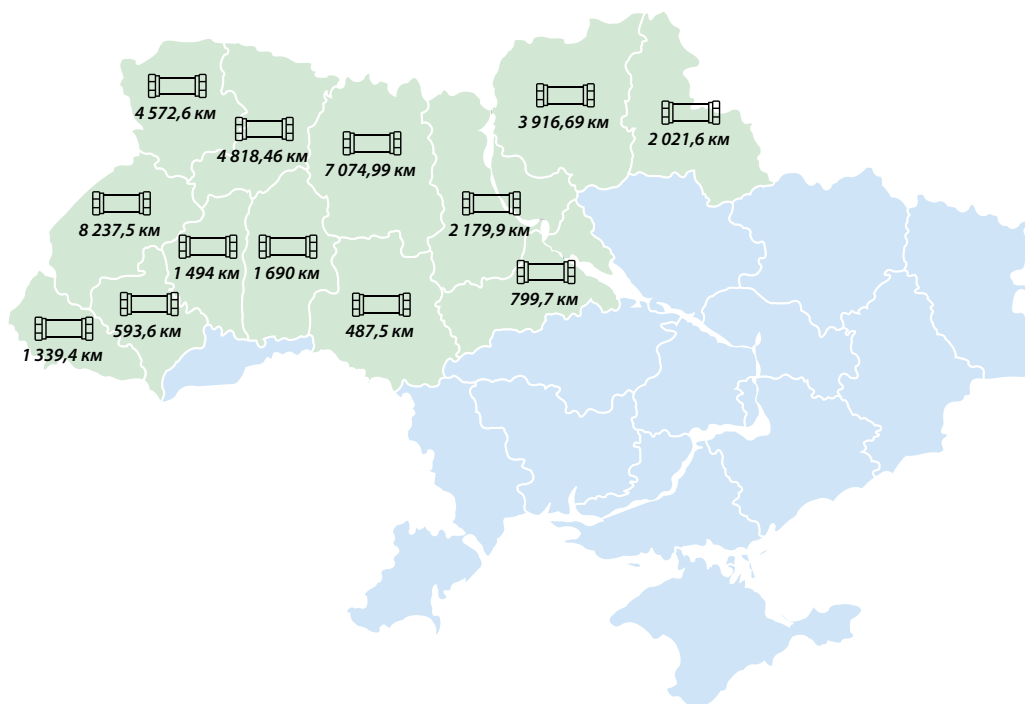 4 572,6 км
3 916,69 км
2 021,6 км
4 818,46 км
7 074,99 км
8 237,5 км
2 179,9 км
1 494 км
1 690 км
799,7 км
593,6 км
487,5 км
1 339,4 км